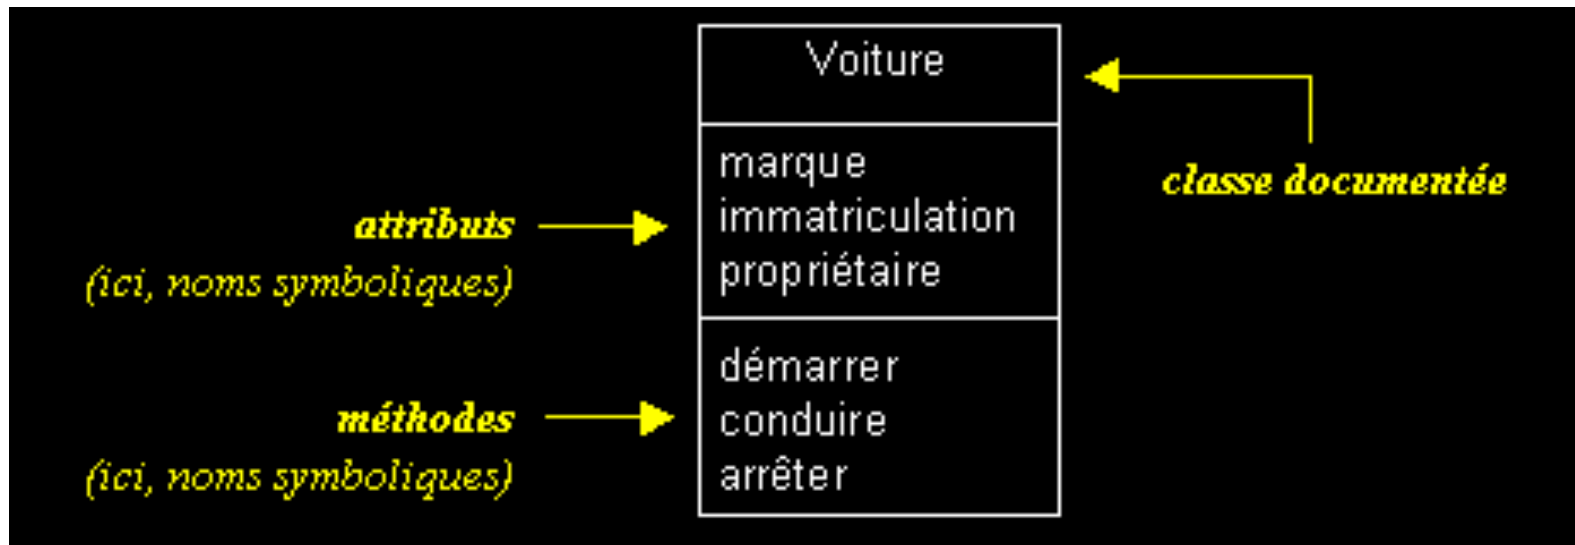 Voiture
classe documentée
marque
immatriculation
propriétaire
attributs
(ici, noms symboliques)
démarrer
conduire
arrêter
méthodes
(ici, noms symboliques)